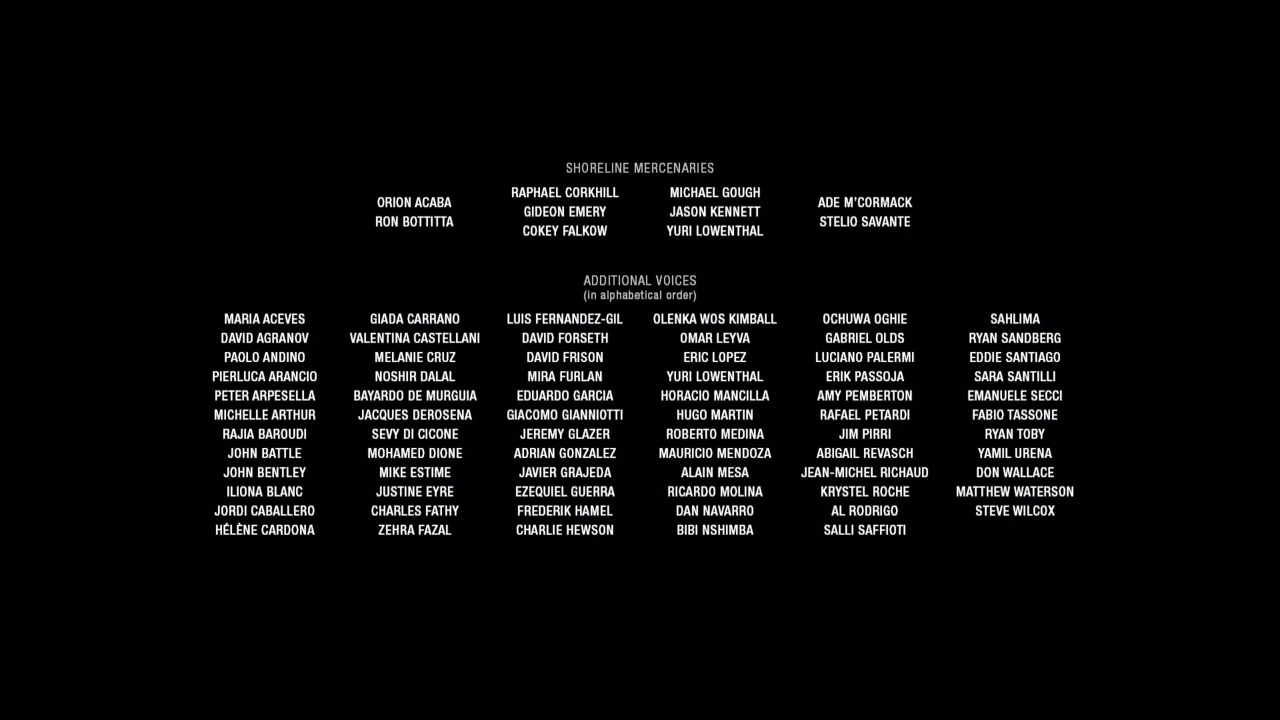 SHORELINE MERCENARIES
ORION ACABA
RON BOTTITTA
RAPHAEL CORKHILL
GIDEON EMERY
COKEY FALKOW
MICHAEL GOUGH
JASON KENNETT
YURI LOWENTHAL
ADE M'CORMACK
STELIO SAVANTE
ADDITIONAL VOICES
(in alphabetical order)
MARIA ACEVES
DAVID AGRANOV
PAOLO ANDINO
PIERLUCA ARANCIO
PETER ARPESELLA
MICHELLE ARTHUR
RAJIA BAROUDI
JOHN BATTLE
JOHN BENTLEY
ILIONA BLANC
JORDI CABALLERO
HÉLÈNE CARDONA
GIADA CARRANO
VALENTINA CASTELLANI
MELANIE CRUZ
NOSHIR DALAL
BAYARDO DE MURGUIA
JACQUES DEROSENA
SEVY DI CICONE
MOHAMED DIONE
MIKE ESTIME
JUSTINE EYRE
CHARLES FATHY
ZEHRA FAZAL
LUIS FERNANDEZ-GIL
DAVID FORSETH
DAVID FRISON
MIRA FURLAN
EDUARDO GARCIA
GIACOMO GIANNIOTTI
JEREMY GLAZER
ADRIAN GONZALEZ
JAVIER GRAJEDA
EZEQUIEL GUERRA
FREDERIK HAMEL
CHARLIE HEWSON
OLENKA WOS KIMBALL
OMAR LEYVA
ERIC LOPEZ
YURI LOWENTHAL
HORACIO MANCILLA
HUGO MARTIN
ROBERTO MEDINA
MAURICIO MENDOZA
ALAIN MESA
RICARDO MOLINA
DAN NAVARRO
BIBI NSHIMBA
OCHUWA OGHIE
GABRIEL OLDS
LUCIANO PALERMI
ERIK PASSOJA
AMY PEMBERTON
RAFAEL PETARDI
JIM PIRRI
ABIGAIL REVASCH
JEAN-MICHEL RICHAUD
KRYSTEL ROCHE
AL RODRIGO
SALLI SAFFIOTI
SAHLIMA
RYAN SANDBERG
EDDIE SANTIAGO
SARA SANTILLI
EMANUELE SECCI
FABIO TASSONE
RYAN TOBY
YAMIL URENA
DON WALLACE
MATTHEW WATERSON
STEVE WILCOX